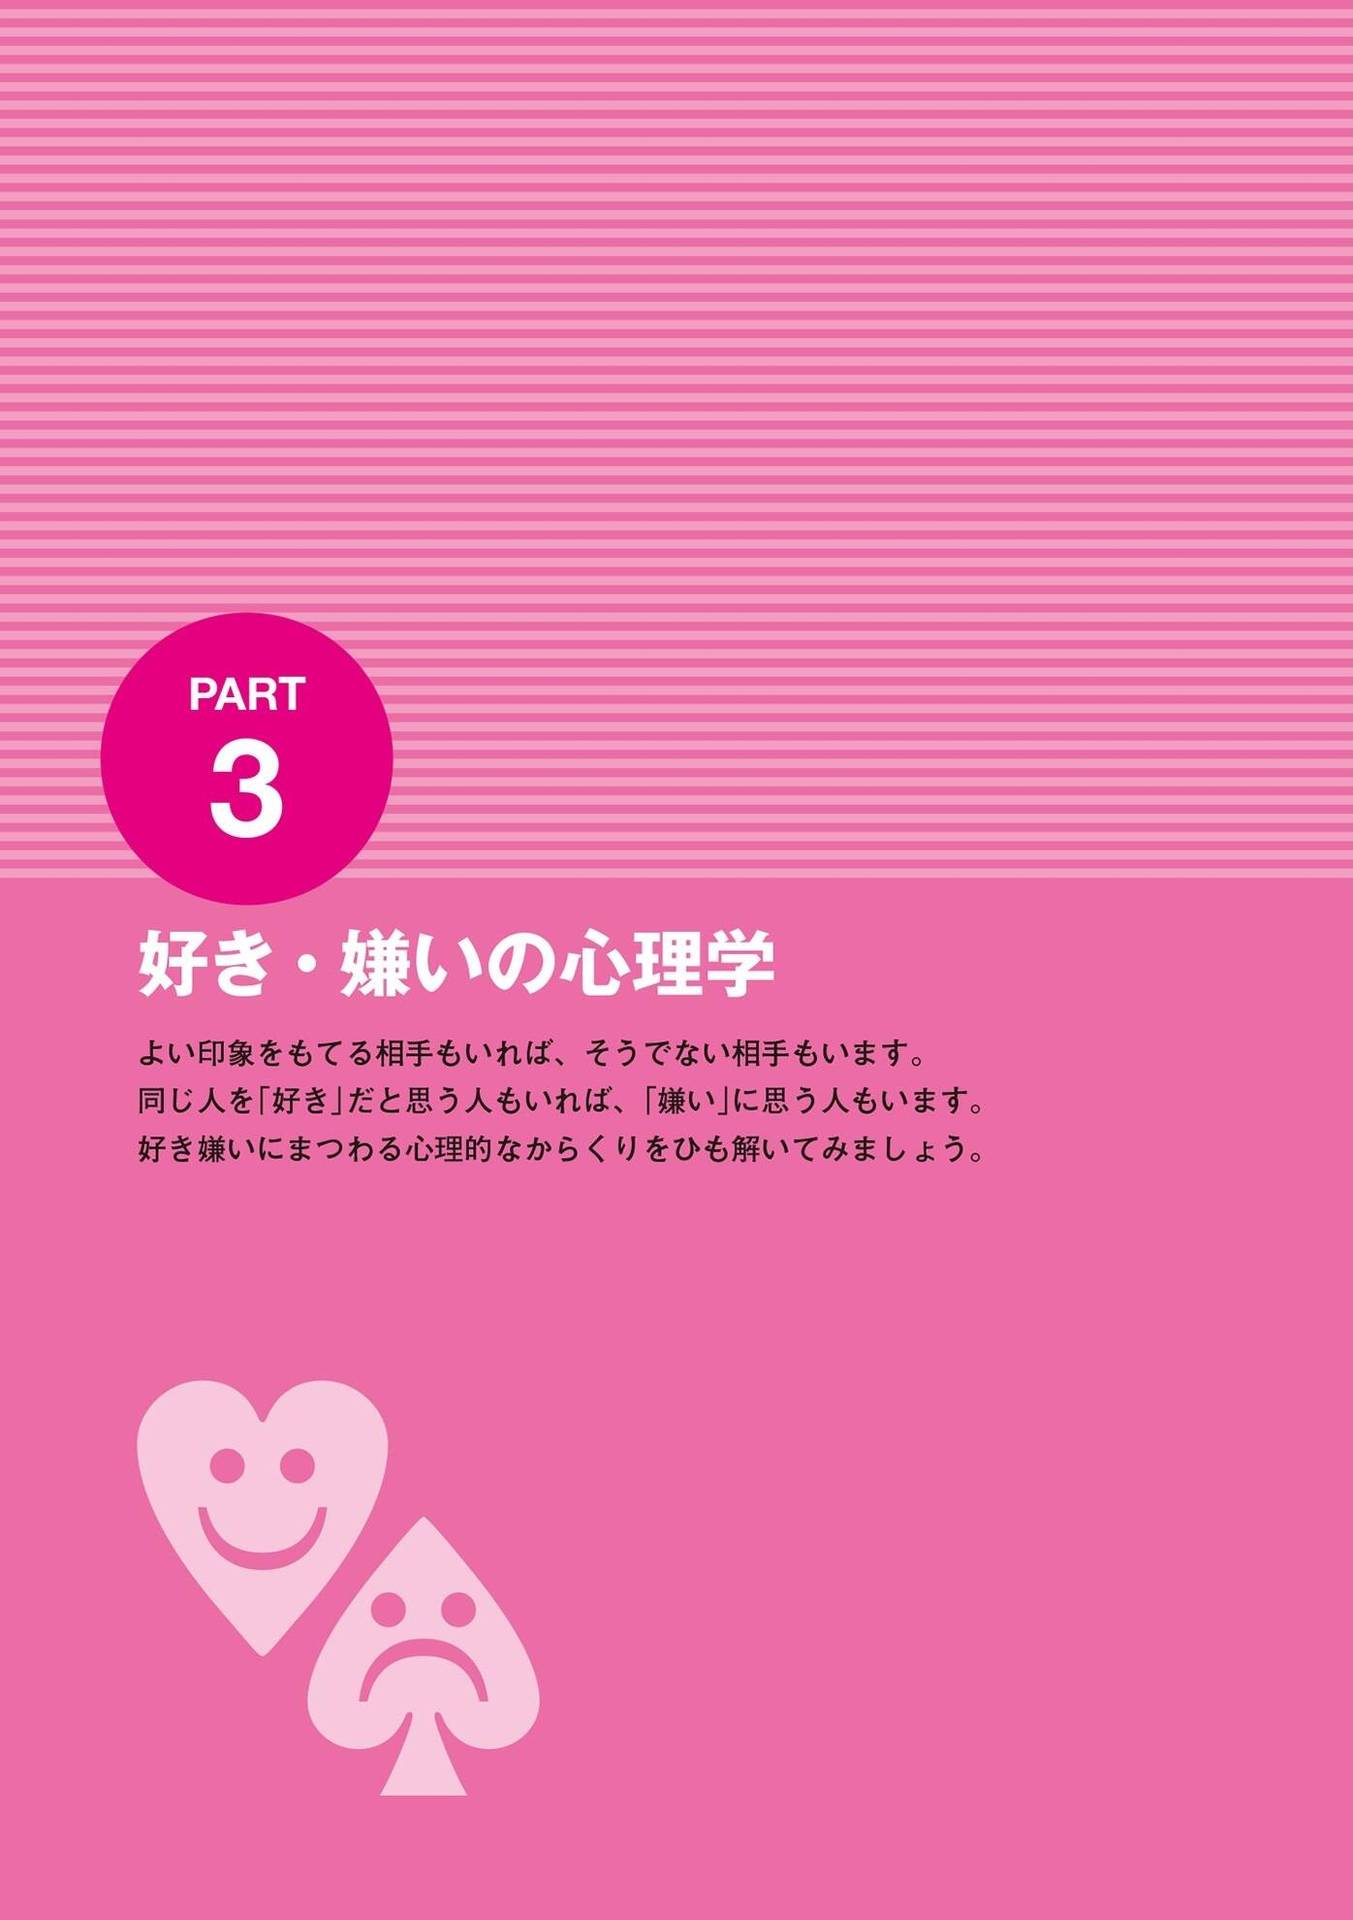 PART
3
好き・嫌いの心理学
よい印象をもてる相手もいれば、そうでない相手もいます。
同じ人を「好き」だと思う人もいれば、「嫌い」に思う人もいます。
好き嫌いにまつわる心理的なからくりをひも解いてみましょう。